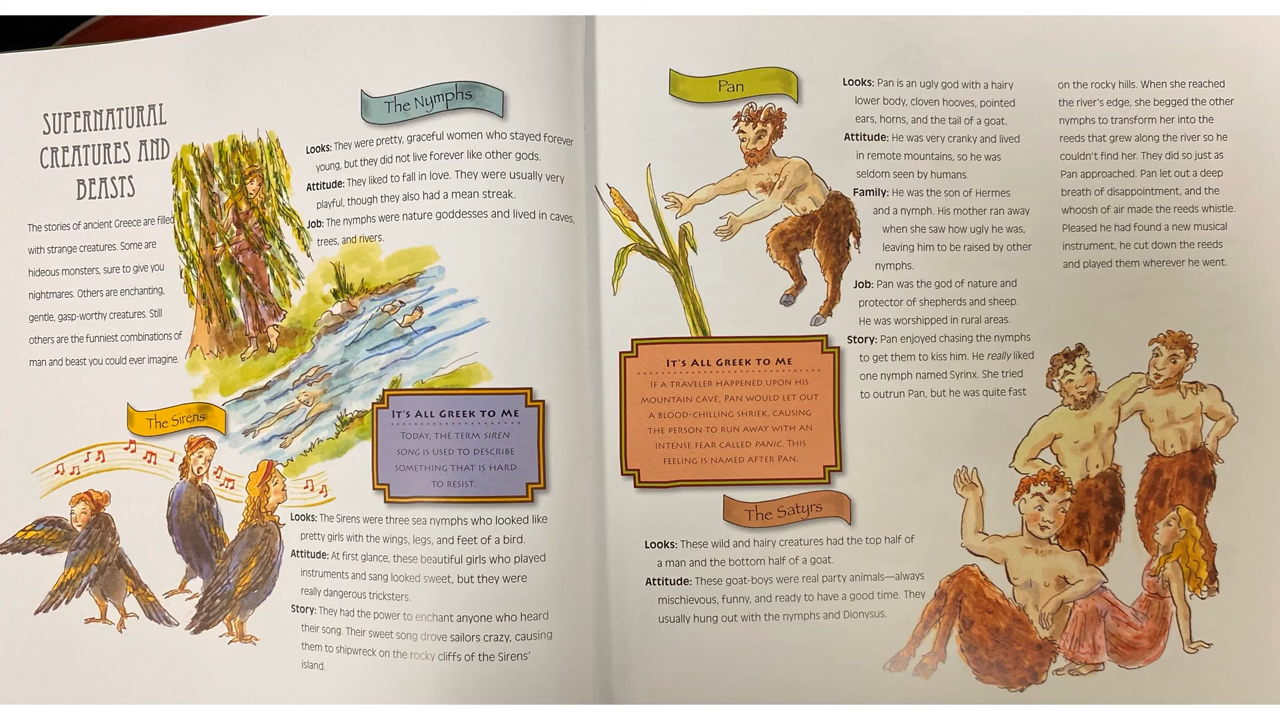 SUPERNATURAL
CREATURES AND
BEASTS
The stories of ancient Greece are filled
with strange creatures. Some are
hideous monsters, sure to give you
nightmares. Others are enchanting,
gentle, gasp-worthy creatures. Still
others are the funniest combinations of
man and beast you could ever imagine.
The Nymphs
Looks: They were pretty, graceful women who stayed forever
young, but they did not live forever like other gods.
Attitude: They liked to fall in love. They were usually very
playful, though they also had a mean streak.
Job: The nymphs were nature goddesses and lived in caves,
trees, and rivers.
The Sirens
IT'S ALL GREEK TO ME
TODAY, THE TERM SIREN
SONG IS USED TO DESCRIBE
SOMETHING THAT IS HARD
TO RESIST.
Looks: The Sirens were three sea nymphs who looked like
pretty girls with the wings, legs, and feet of a bird.
Attitude: At first glance, these beautiful girls who played
instruments and sang looked sweet, but they were
really dangerous tricksters.
Story: They had the power to enchant anyone who heard
their song. Their sweet song drove sailors crazy, causing
them to shipwreck on the rocky cliffs of the Sirens'
island.
Pan
Looks: Pan is an ugly god with a hairy
lower body, cloven hooves, pointed
ears, horns, and the tail of a goat.
Attitude: He was very cranky and lived
in remote mountains, so he was
seldom seen by humans.
Family: He was the son of Hermes
and a nymph. His mother ran away
when she saw how ugly he was,
leaving him to be raised by other
nymphs.
Job: Pan was the god of nature and
protector of shepherds and sheep.
He was worshipped in rural areas.
Story: Pan enjoyed chasing the nymphs
to get them to kiss him. He really liked
one nymph named Syrinx. She tried
to outrun Pan, but he was quite fast
on the rocky hills. When she reached
the river's edge, she begged the other
nymphs to transform her into the
reeds that grew along the river so he
couldn't find her. They did so just as
Pan approached. Pan let out a deep
breath of disappointment, and the
whoosh of air made the reeds whistle.
Pleased he had found a new musical
instrument, he cut down the reeds
and played them wherever he went.
IT'S ALL GREEK TO ME
IF A TRAVELER HAPPENED UPON HIS
MOUNTAIN CAVE, PAN WOULD LET OUT
A BLOOD-CHILLING SHRIEK, CAUSING
THE PERSON TO RUN AWAY WITH AN
INTENSE FEAR CALLED PANIC. THIS
FEELING IS NAMED AFTER PAN.
The Satyrs
Looks: These wild and hairy creatures had the top half of
a man and the bottom half of a goat.
Attitude: These goat-boys were real party animals—always
mischievous, funny, and ready to have a good time. They
usually hung out with the nymphs and Dionysus.